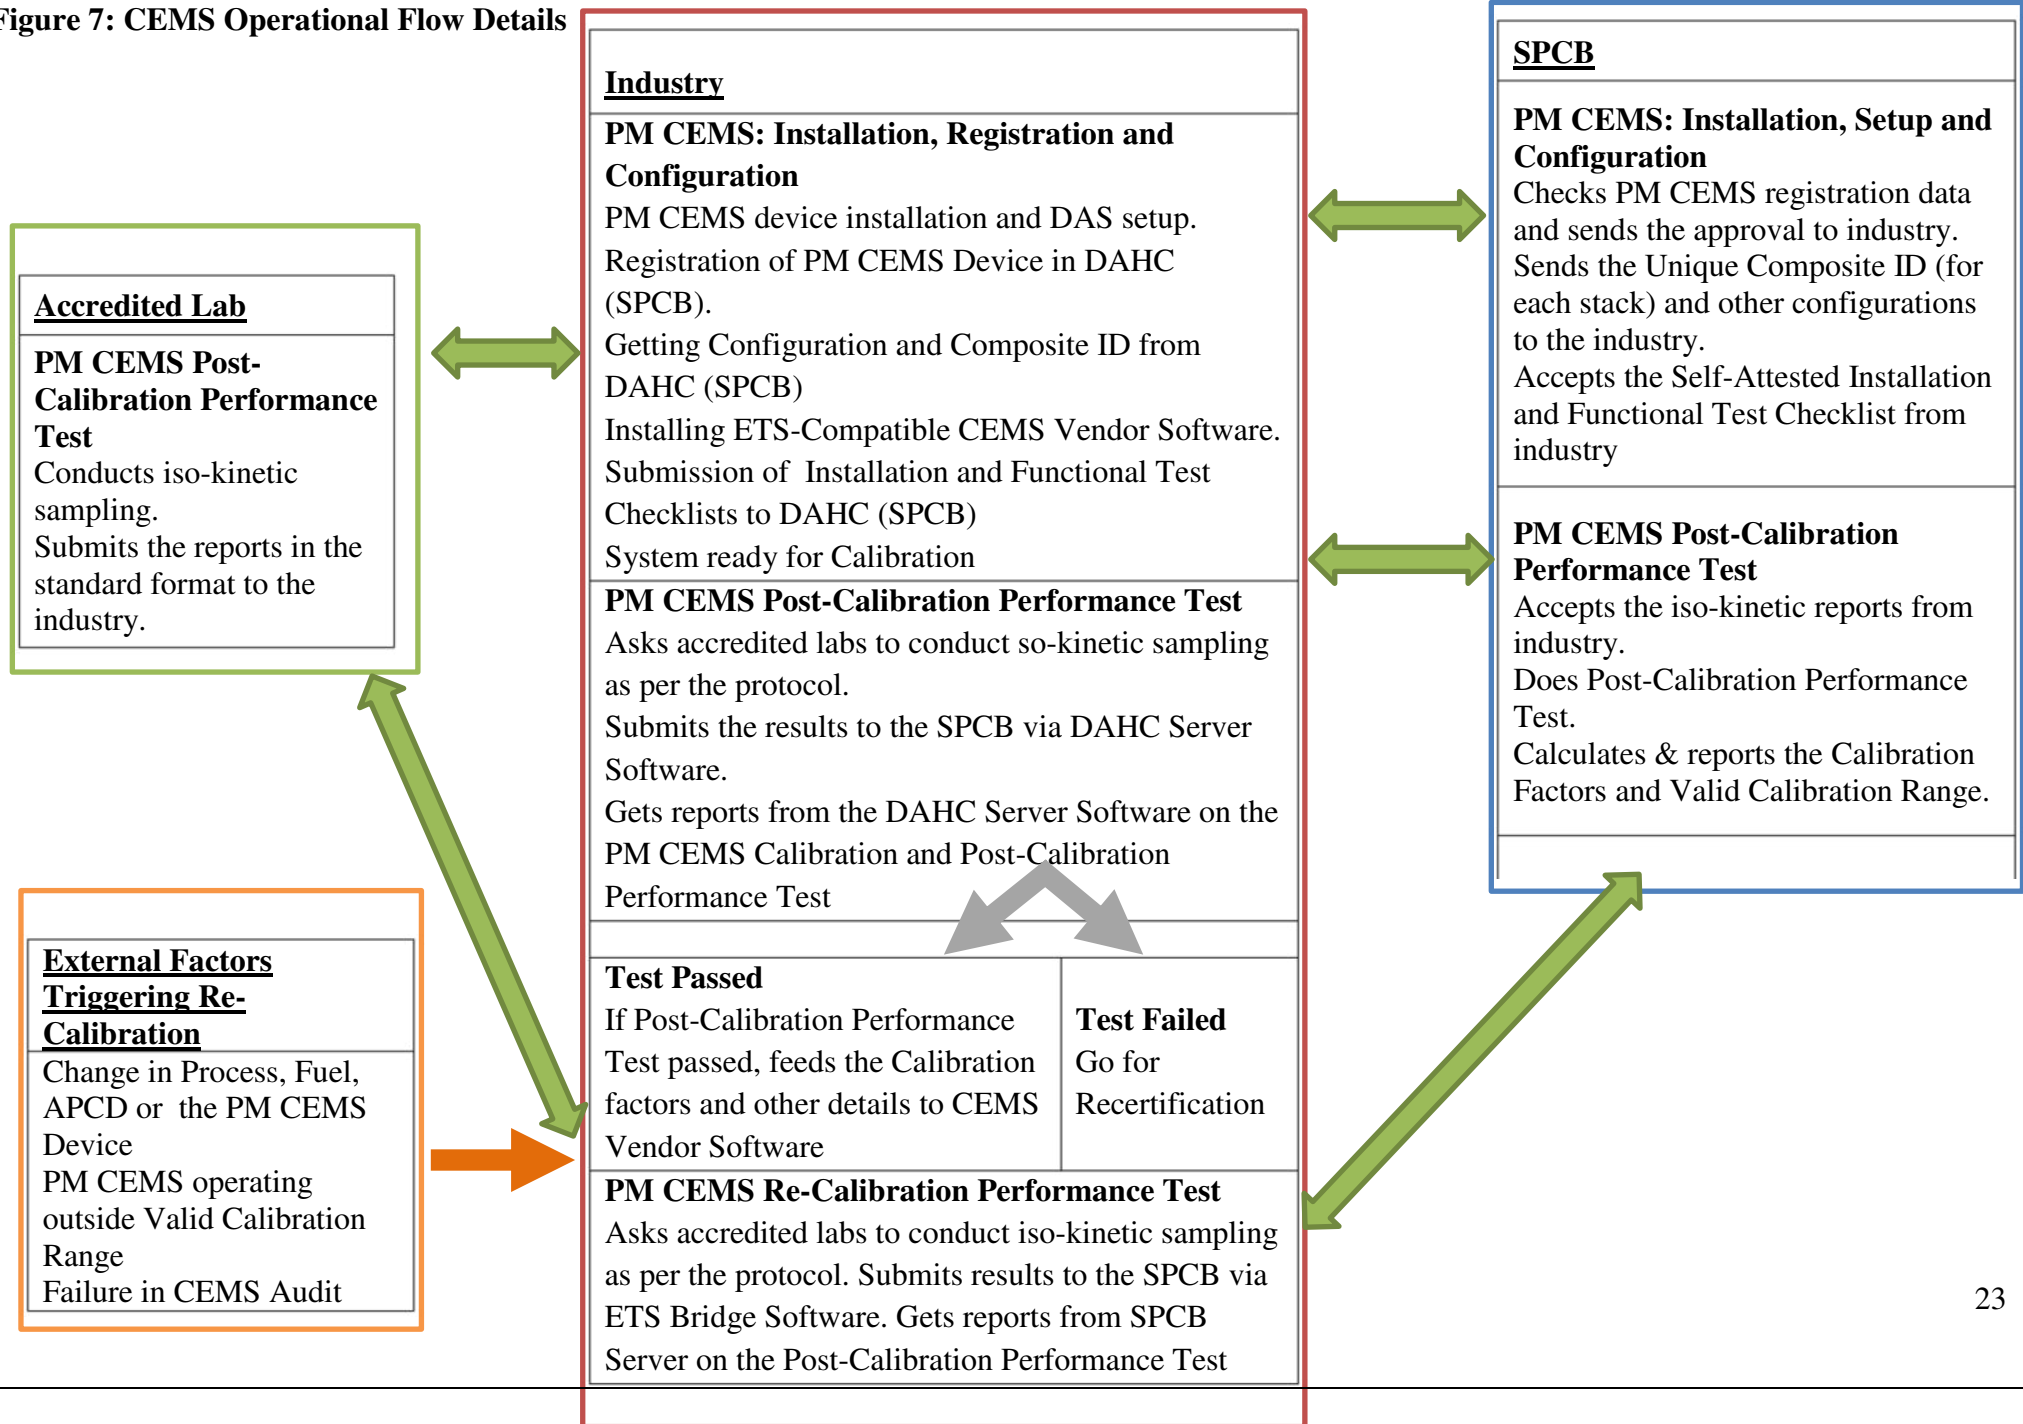 Figure 7: CEMS Operational Flow Details
Accredited Lab
PM CEMS Post-
Calibration Performance
Test
Conducts iso-kinetic
sampling.
Submits the reports in the
standard format to the
industry.
External Factors
Triggering Re-
Calibration
Change in Process, Fuel,
APCD or the PM CEMS
Device
PM CEMS operating
outside Valid Calibration
Range
Failure in CEMS Audit
Industry
PM CEMS: Installation, Registration and
Configuration
PM CEMS device installation and DAS setup.
Registration of PM CEMS Device in DAHC
(SPCB).
Getting Configuration and Composite ID from
DAHC (SPCB)
Installing ETS-Compatible CEMS Vendor Software.
Submission of Installation and Functional Test
Checklists to DAHC (SPCB)
System ready for Calibration
PM CEMS Post-Calibration Performance Test
Asks accredited labs to conduct so-kinetic sampling
as per the protocol.
Submits the results to the SPCB via DAHC Server
Software.
Gets reports from the DAHC Server Software on the
PM CEMS Calibration and Post-Calibration
Performance Test
Test Passed
If Post-Calibration Performance
Test passed, feeds the Calibration
factors and other details to CEMS
Vendor Software
Test Failed
Go for
Recertification
PM CEMS Re-Calibration Performance Test
Asks accredited labs to conduct iso-kinetic sampling
as per the protocol. Submits results to the SPCB via
ETS Bridge Software. Gets reports from SPCB
Server on the Post-Calibration Performance Test
SPCB
PM CEMS: Installation, Setup and
Configuration
Checks PM CEMS registration data
and sends the approval to industry.
Sends the Unique Composite ID (for
each stack) and other configurations
to the industry.
Accepts the Self-Attested Installation
and Functional Test Checklist from
industry
PM CEMS Post-Calibration
Performance Test
Accepts the iso-kinetic reports from
industry.
Does Post-Calibration Performance
Test.
Calculates & reports the Calibration
Factors and Valid Calibration Range.
23